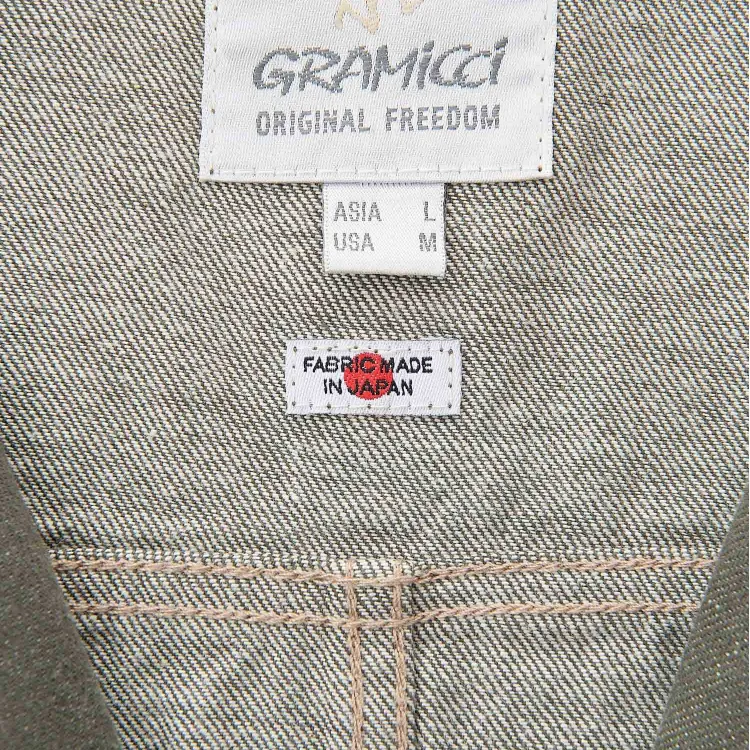 GRAMiCCi
ORIGINAL FREEDOM
ASIA L
USA M
FABRIC MADE
IN JAPAN